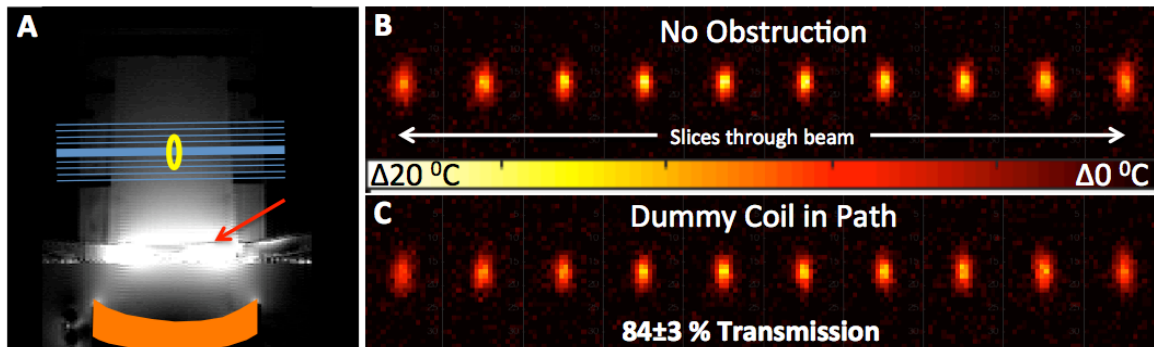 A
B
No Obstruction
Slices through beam
Δ20 ⁰C
Δ0 ⁰C
C
Dummy Coil in Path
84±3 % Transmission